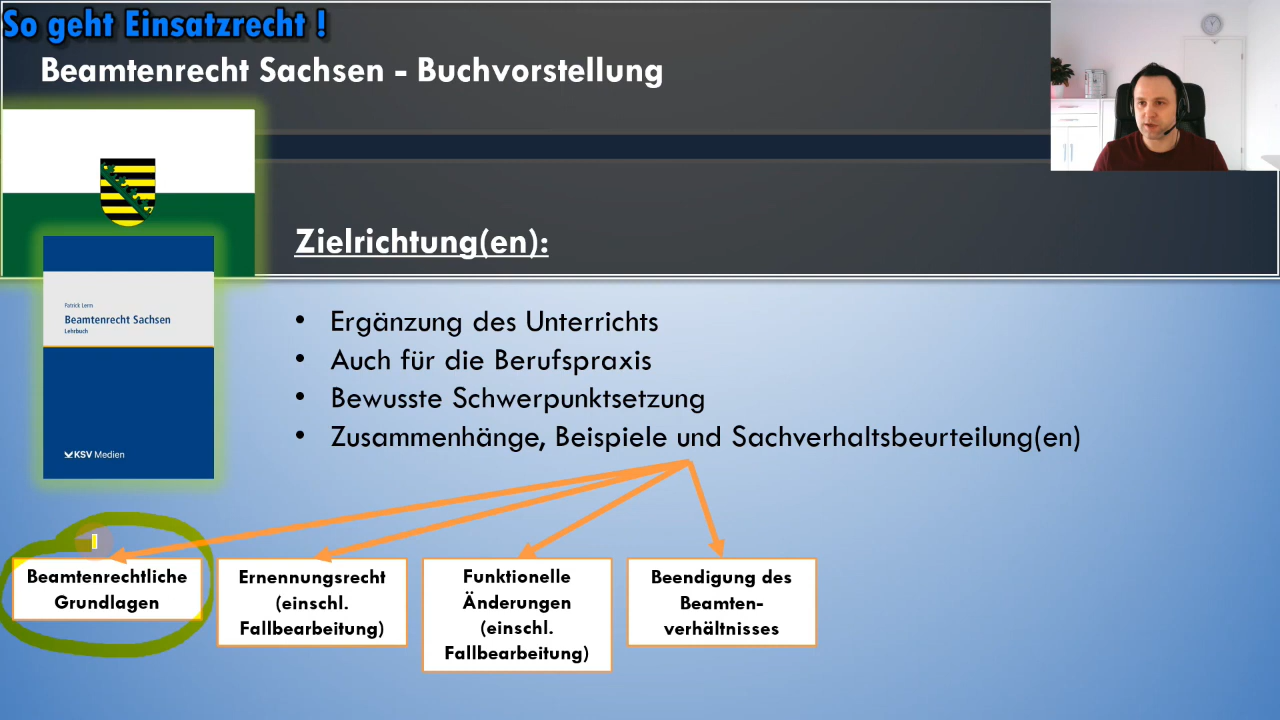 So geht Einsatzrecht !
Beamtenrecht Sachsen - Buchvorstellung
Patrick Lerm
Beamtenrecht Sachsen
Lehrbuch
KSV Medien
Zielrichtung(en):
• Ergänzung des Unterrichts
• Auch für die Berufspraxis
• Bewusste Schwerpunktsetzung
• Zusammenhänge, Beispiele und Sachverhaltsbeurteilung(en)
Beamtenrechtliche
Grundlagen
Ernennungsrecht
(einschl.
Fallbearbeitung)
Funktionelle
Änderungen
(einschl.
Fallbearbeitung)
Beendigung des
Beamten-
verhältnisses